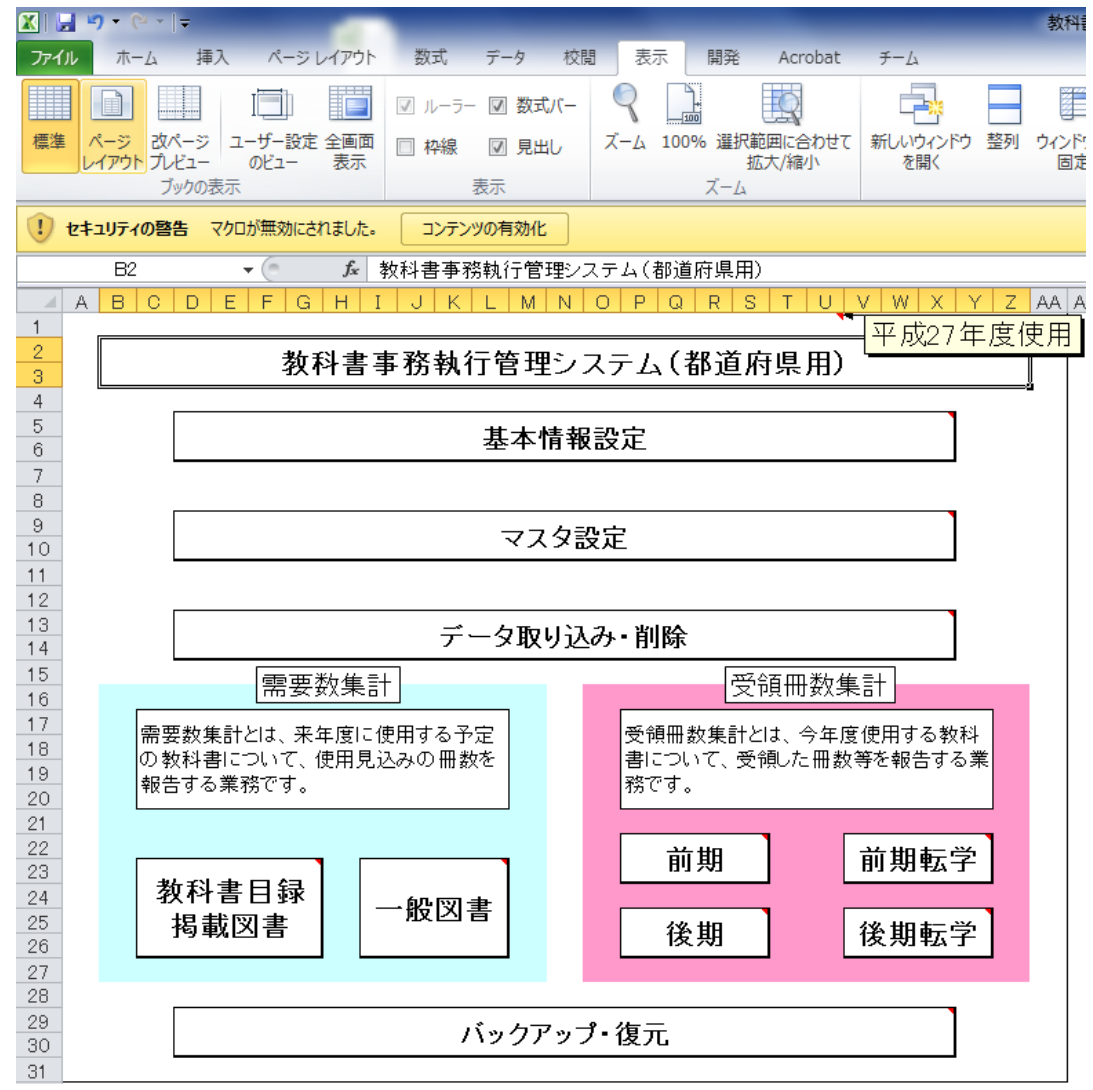 教科書
ファイル ホーム 挿入 ページ レイアウト 数式 データ 校閲 表示 開発 Acrobat チーム
標準 ページ レイアウト 改ページ プレビュー ユーザー設定 のビュー 全画面 表示
ブックの表示
ルーラー 数式バー
枠線 見出し
表示
ズーム 100% 選択範囲に合わせて 拡大/縮小
ズーム
新しいウィンドウ を開く 整列 ウィンドウ 固定
セキュリティの警告 マクロが無効にされました。 コンテンツの有効化
B2 fx 教科書事務執行管理システム(都道府県用)
A B C D E F G H I J K L M N O P Q R S T U V W X Y Z AA A
1
2
3
4
5
6
7
8
9
10
11
12
13
14
15
16
17
18
19
20
21
22
23
24
25
26
27
28
29
30
31
平成27年度使用
教科書事務執行管理システム(都道府県用)
基本情報設定
マスタ設定
データ取り込み・削除
需要数集計
需要数集計とは、来年度に使用する予定
の教科書について、使用見込みの冊数を
報告する業務です。
教科書目録
掲載図書
一般図書
受領冊数集計
受領冊数集計とは、今年度使用する教科
書について、受領した冊数等を報告する業
務です。
前期 前期転学
後期 後期転学
バックアップ・復元